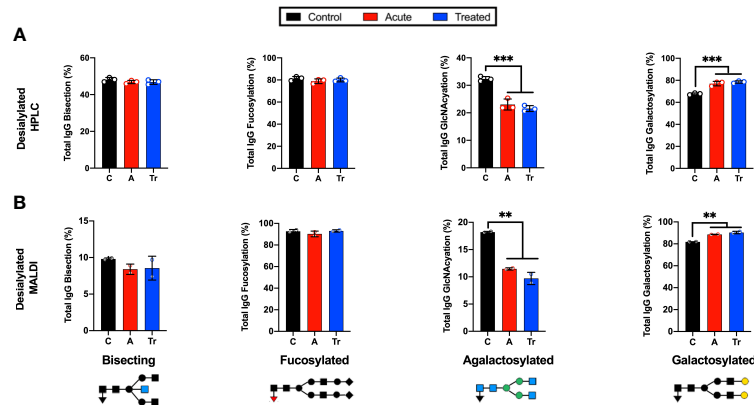 Control Acute Treated
A
Desialylated
HPLC
Total IgG Bisection (%)
60
40
20
0
C A Tr
Total IgG Fucosylation (%)
100
80
60
40
20
0
C A Tr
Total IgG GlcNAcyation (%)
40
30
20
10
0
***
C A Tr
Total IgG Galactosylation (%)
100
80
60
40
20
0
***
C A Tr
B
Desialylated
MALDI
Total IgG Bisection (%)
15
10
5
0
C A Tr
Total IgG Fucosylation (%)
100
80
60
40
20
0
C A Tr
Total IgG GlcNAcyation (%)
20
15
10
5
0
**
C A Tr
Total IgG Galactosylation (%)
100
80
60
40
20
0
**
C A Tr
Bisecting Fucosylated Agalactosylated Galactosylated